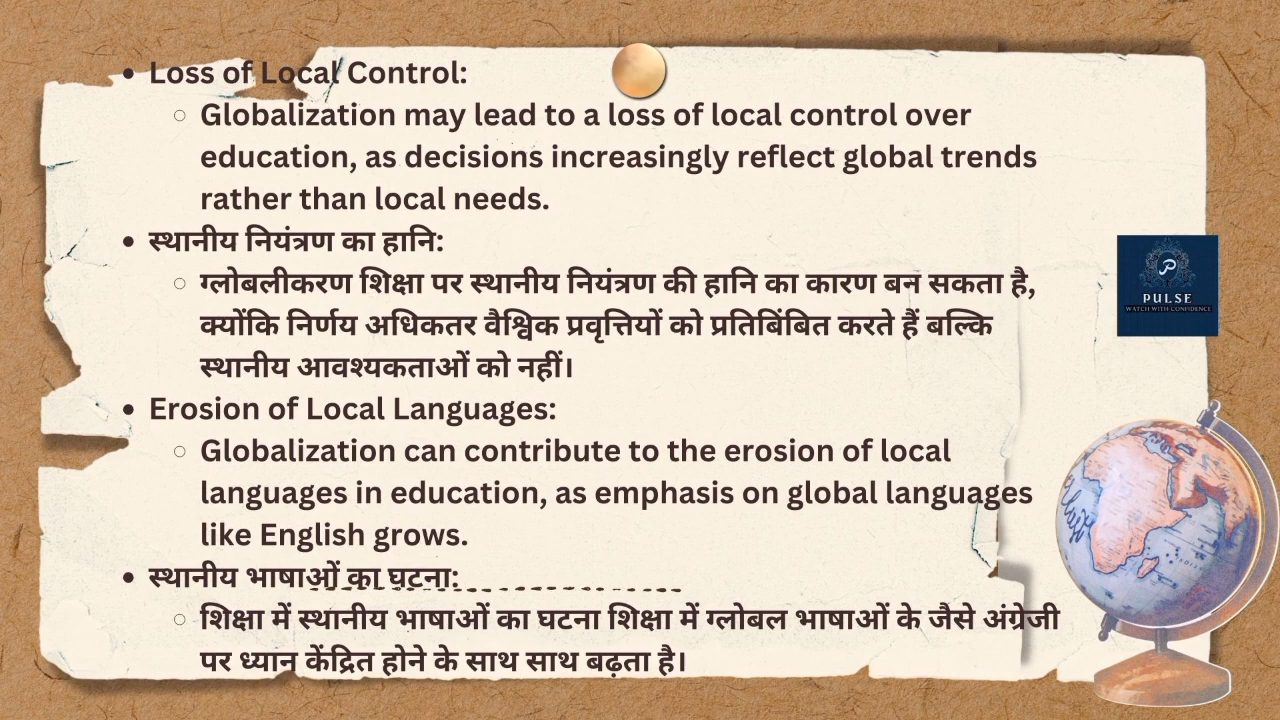 Loss of Local Control:
Globalization may lead to a loss of local control over
education, as decisions increasingly reflect global trends
rather than local needs.
स्थानीय नियंत्रण का हानि:
ग्लोबलीकरण शिक्षा पर स्थानीय नियंत्रण की हानि का कारण बन सकता है,
क्योंकि निर्णय अधिकतर वैश्विक प्रवृत्तियों को प्रतिबिंबित करते हैं बल्कि
स्थानीय आवश्यकताओं को नहीं।
PULSE
WATCH WITH CONFIDENCE
Erosion of Local Languages:
Globalization can contribute to the erosion of local
languages in education, as emphasis on global languages
like English grows.
स्थानीय भाषाओं का घटना:
शिक्षा में स्थानीय भाषाओं का घटना शिक्षा में ग्लोबल भाषाओं के जैसे अंग्रेजी
पर ध्यान केंद्रित होने के साथ साथ बढ़ता है।